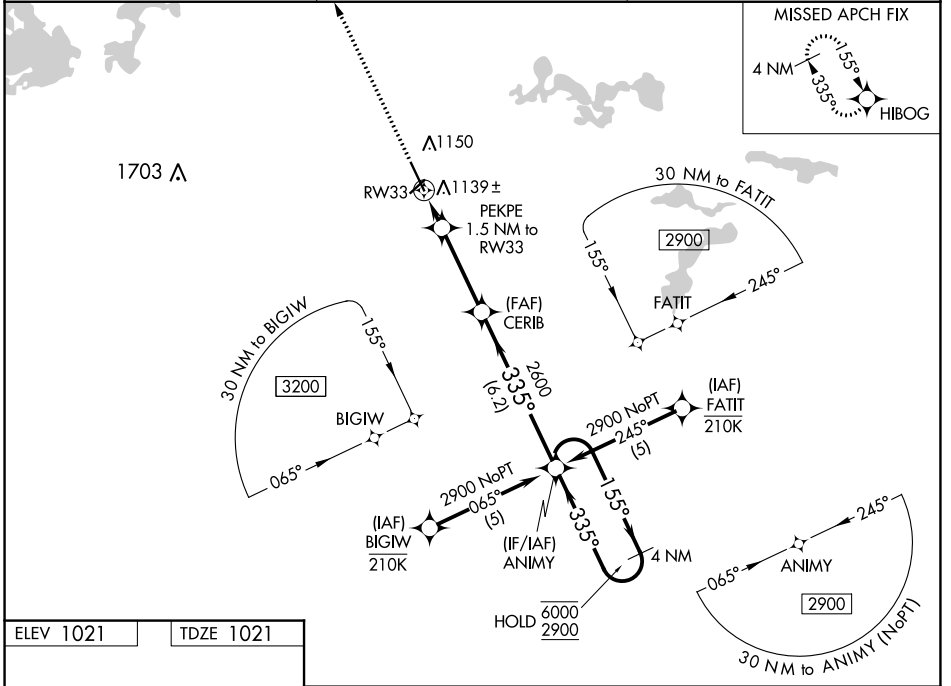 MISSED APCH FIX
4 NM
155°
335°
HIBOG
1150
1703
RW33
1139 ±
PEKPE
1.5 NM to
RW33
30 NM to FATIT
2900
155°
245°
FATIT
(FAF)
CERIB
30 NM to BIGIW
155°
3200
BIGIW
065°
2600
335°
(6.2)
(IAF)
FATIT
210K
2900 NoPT
245°
(5)
2900 NoPT
065°
(5)
(IAF)
BIGIW
210K
(IF/IAF)
ANIMY
155°
335°
4 NM
HOLD
6000
2900
245°
065°
ANIMY
2900
30 NM to ANIMY (NoPT)
ELEV 1021
TDZE 1021